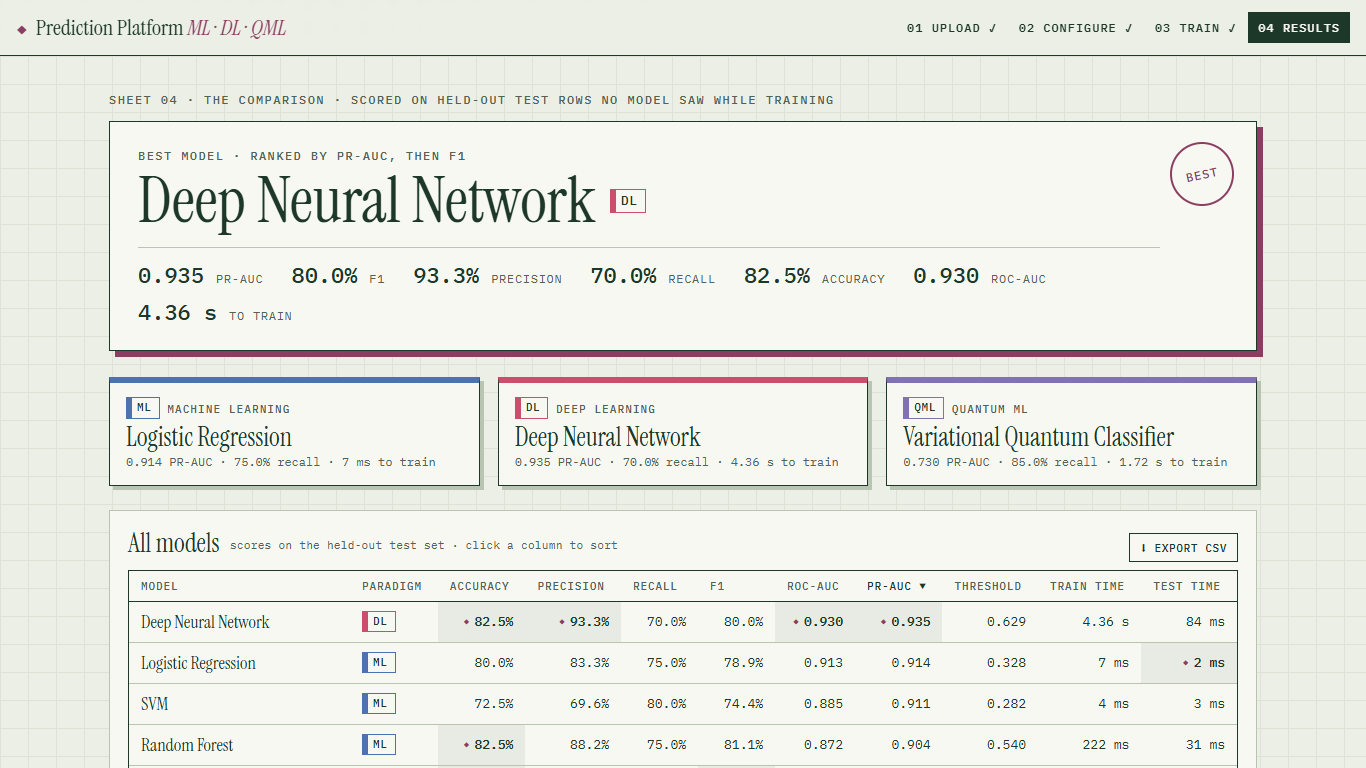 ◆ Prediction Platform ML · DL · QML 01 UPLOAD ✓ 02 CONFIGURE ✓ 03 TRAIN ✓ 04 RESULTS
SHEET 04 · THE COMPARISON · SCORED ON HELD-OUT TEST ROWS NO MODEL SAW WHILE TRAINING
BEST MODEL · RANKED BY PR-AUC, THEN F1
BEST
Deep Neural Network DL
0.935 PR-AUC 80.0% F1 93.3% PRECISION 70.0% RECALL 82.5% ACCURACY 0.930 ROC-AUC
4.36 s TO TRAIN
ML MACHINE LEARNING
Logistic Regression
0.914 PR-AUC · 75.0% recall · 7 ms to train
DL DEEP LEARNING
Deep Neural Network
0.935 PR-AUC · 70.0% recall · 4.36 s to train
QML QUANTUM ML
Variational Quantum Classifier
0.730 PR-AUC · 85.0% recall · 1.72 s to train
All models scores on the held-out test set · click a column to sort ⬇ EXPORT CSV
MODEL PARADIGM ACCURACY PRECISION RECALL F1 ROC-AUC PR-AUC ▼ THRESHOLD TRAIN TIME TEST TIME
Deep Neural Network DL ◆ 82.5% ◆ 93.3% 70.0% 80.0% ◆ 0.930 ◆ 0.935 0.629 4.36 s 84 ms
Logistic Regression ML 80.0% 83.3% 75.0% 78.9% 0.913 0.914 0.328 7 ms ◆ 2 ms
SVM ML 72.5% 69.6% 80.0% 74.4% 0.885 0.911 0.282 4 ms 3 ms
Random Forest ML ◆ 82.5% 88.2% 75.0% 81.1% 0.872 0.904 0.540 222 ms 31 ms